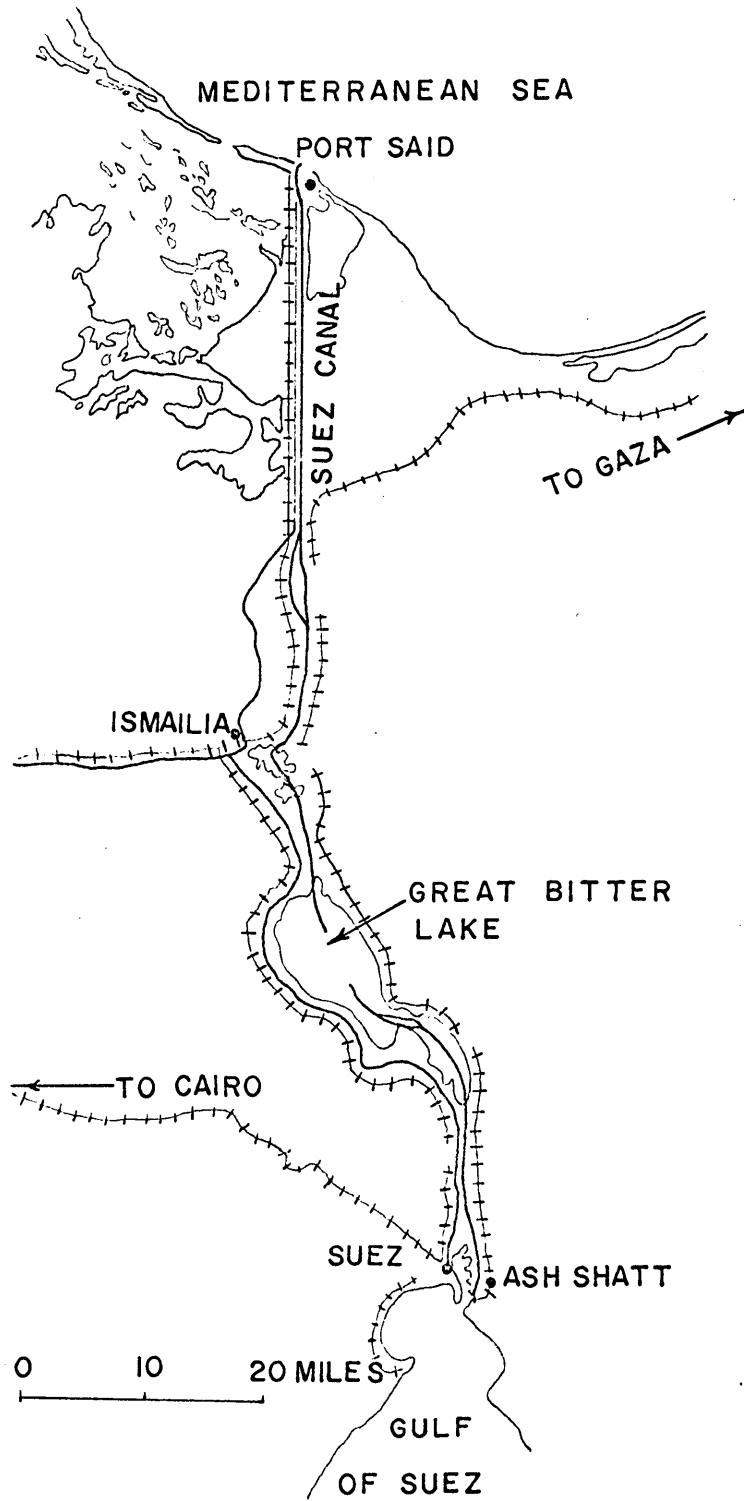 MEDITERRANEAN SEA
PORT SAID
SUEZ CANAL
TO GAZA
ISMAILIA
GREAT BITTER
LAKE
TO CAIRO
SUEZ
ASH SHATT
0 10 20 MILES
GULF
OF SUEZ